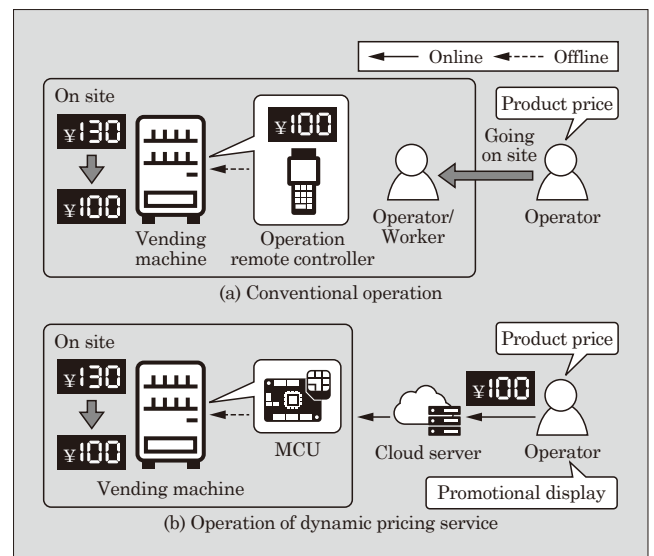 Online
Offline
On site
¥130
¥100
¥100
Product price
Going
on site
Vending
machine
Operation
remote controller
Operator/
Worker
Operator
(a) Conventional operation
On site
¥130
¥100
Product price
¥100
MCU
Cloud server
Operator
Vending machine
Promotional display
(b) Operation of dynamic pricing service